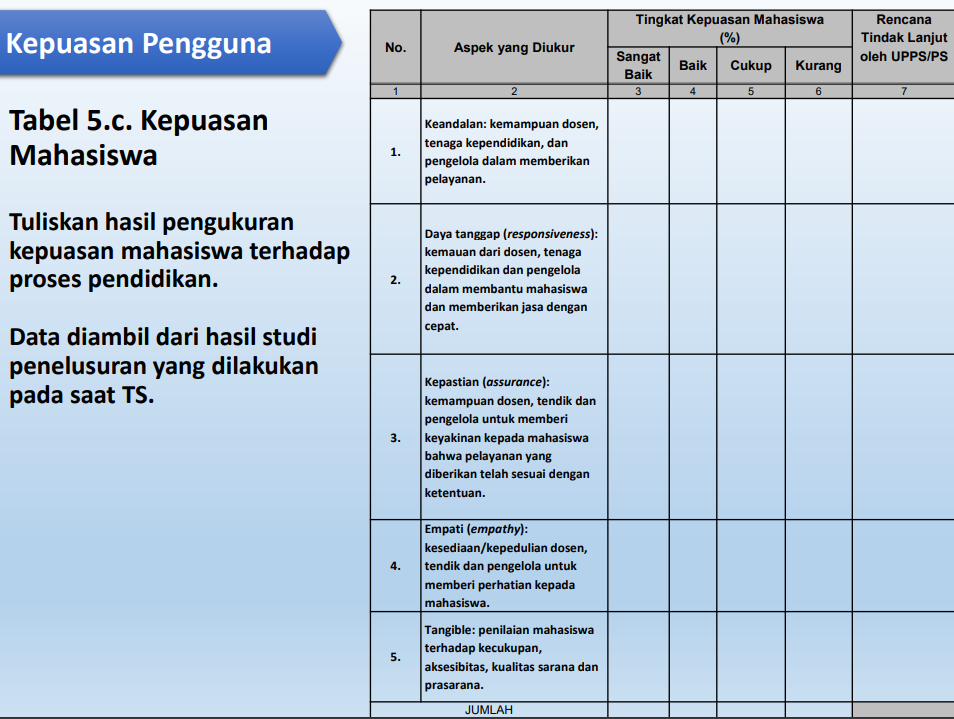 Kepuasan Pengguna
Tabel 5.c. Kepuasan
Mahasiswa
Tuliskan hasil pengukuran
kepuasan mahasiswa terhadap
proses pendidikan.
Data diambil dari hasil studi
penelusuran yang dilakukan
pada saat TS.
No.
Aspek yang Diukur
Tingkat Kepuasan Mahasiswa
(%)
Sangat
Baik
Baik
Cukup
Kurang
Rencana
Tindak Lanjut
oleh UPPS/PS
1 2 3 4 5 6 7
1.
Keandalan: kemampuan dosen,
tenaga kependidikan, dan
pengelola dalam memberikan
pelayanan.
2.
Daya tanggap (responsiveness):
kemauan dari dosen, tenaga
kependidikan dan pengelola
dalam membantu mahasiswa
dan memberikan jasa dengan
cepat.
3.
Kepastian (assurance):
kemampuan dosen, tendik dan
pengelola untuk memberi
keyakinan kepada mahasiswa
bahwa pelayanan yang
diberikan telah sesuai dengan
ketentuan.
4.
Empati (empathy):
kesediaan/kepedulian dosen,
tendik dan pengelola untuk
memberi perhatian kepada
mahasiswa.
5.
Tangible: penilaian mahasiswa
terhadap kecukupan,
aksesibitas, kualitas sarana dan
prasarana.
JUMLAH